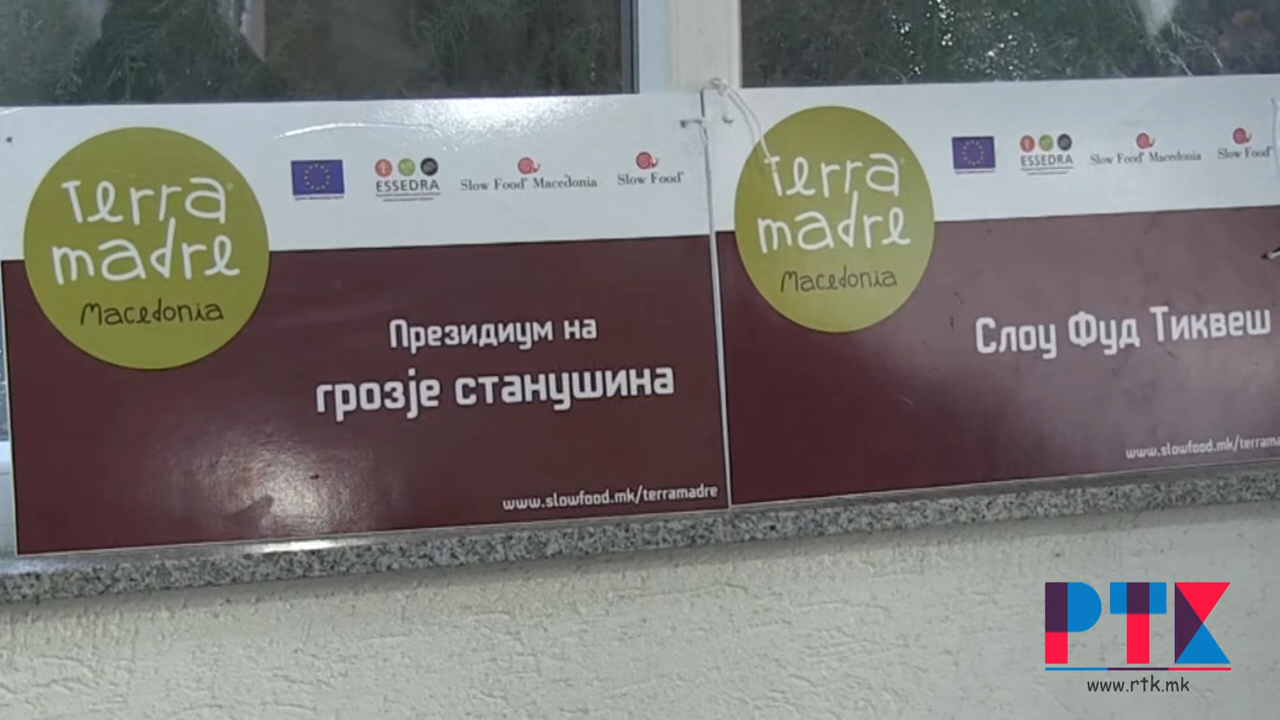 Terra
madre
Macedonia
ESSEDRA
Slow Food® Macedonia
Slow Food®
Президиум на
грозје станушина
www.slowfood.mk/terramadre
Terra
madre
Macedonia
ESSEDRA
Slow Food® Macedonia
Slow Food
Слоу Фуд Тиквеш
www.slowfood.mk/terrama
РТК
www.rtk.mk